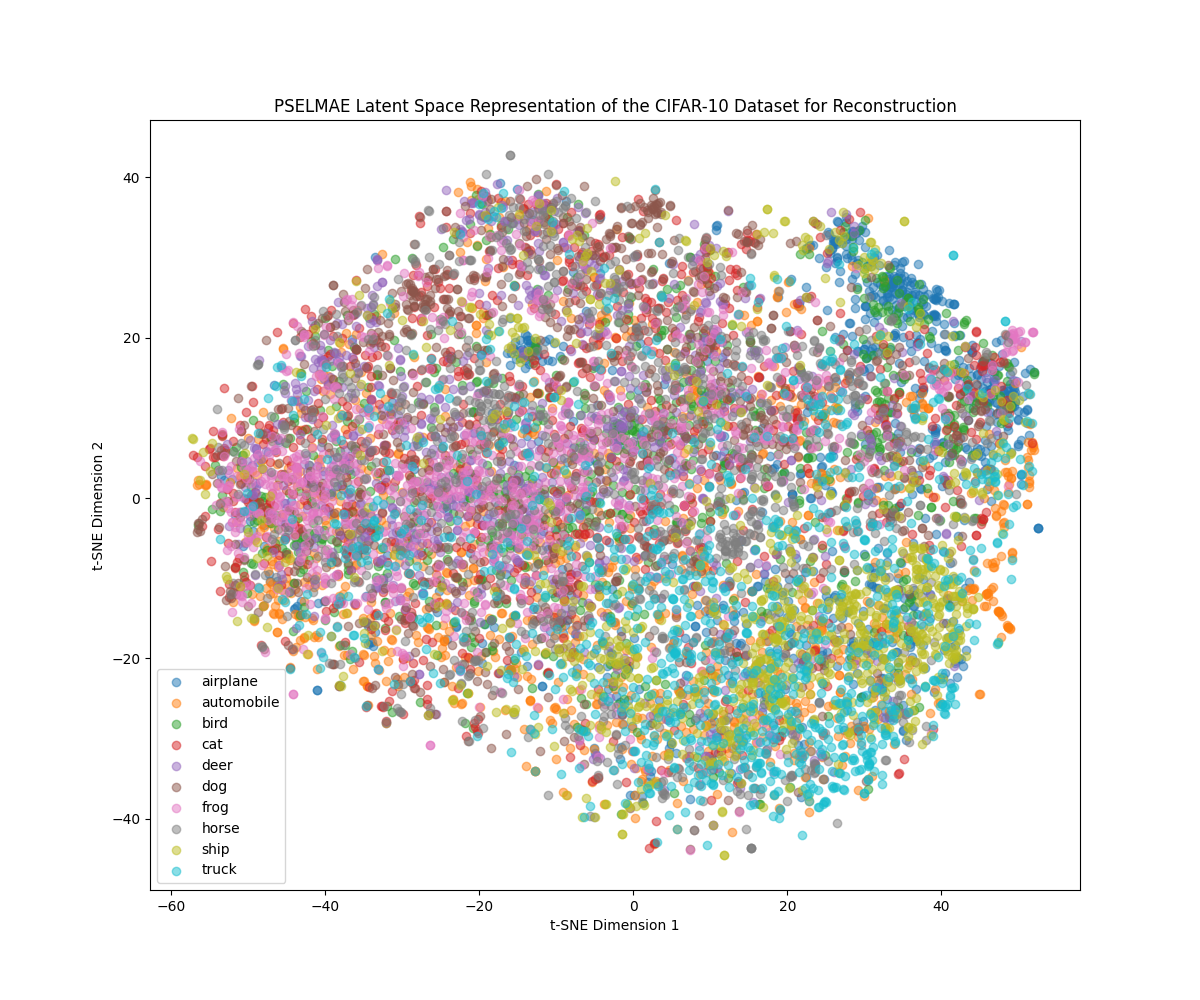 PSELMAE Latent Space Representation of the CIFAR-10 Dataset for Reconstruction
40
20
0
−20
−40
t-SNE Dimension 2
airplane
automobile
bird
cat
deer
dog
frog
horse
ship
truck
−60 −40 −20 0 20 40
t-SNE Dimension 1